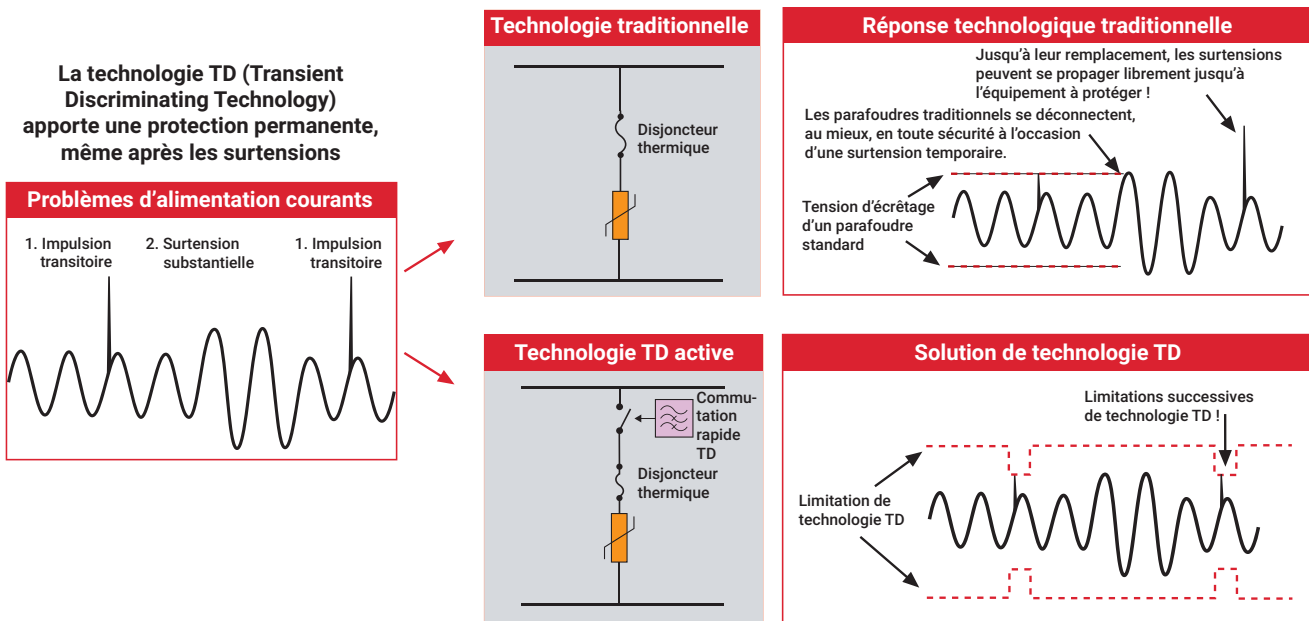 La technologie TD (Transient
Discriminating Technology)
apporte une protection permanente,
même après les surtensions
Problèmes d'alimentation courants
1. Impulsion
transitoire
2. Surtension
substantielle
1. Impulsion
transitoire
Technologie traditionnelle
Disjoncteur
thermique
Réponse technologique traditionnelle
Jusqu'à leur remplacement, les surtensions
peuvent se propager librement jusqu'à
l'équipement à protéger !
Les parafoudres traditionnels se déconnectent,
au mieux, en toute sécurité à l'occasion
d'une surtension temporaire.
Tension d'écrêtage
d'un parafoudre
standard
Technologie TD active
Commu-
tation
rapide
TD
Disjoncteur
thermique
Solution de technologie TD
Limitations successives
de technologie TD !
Limitation de
technologie TD